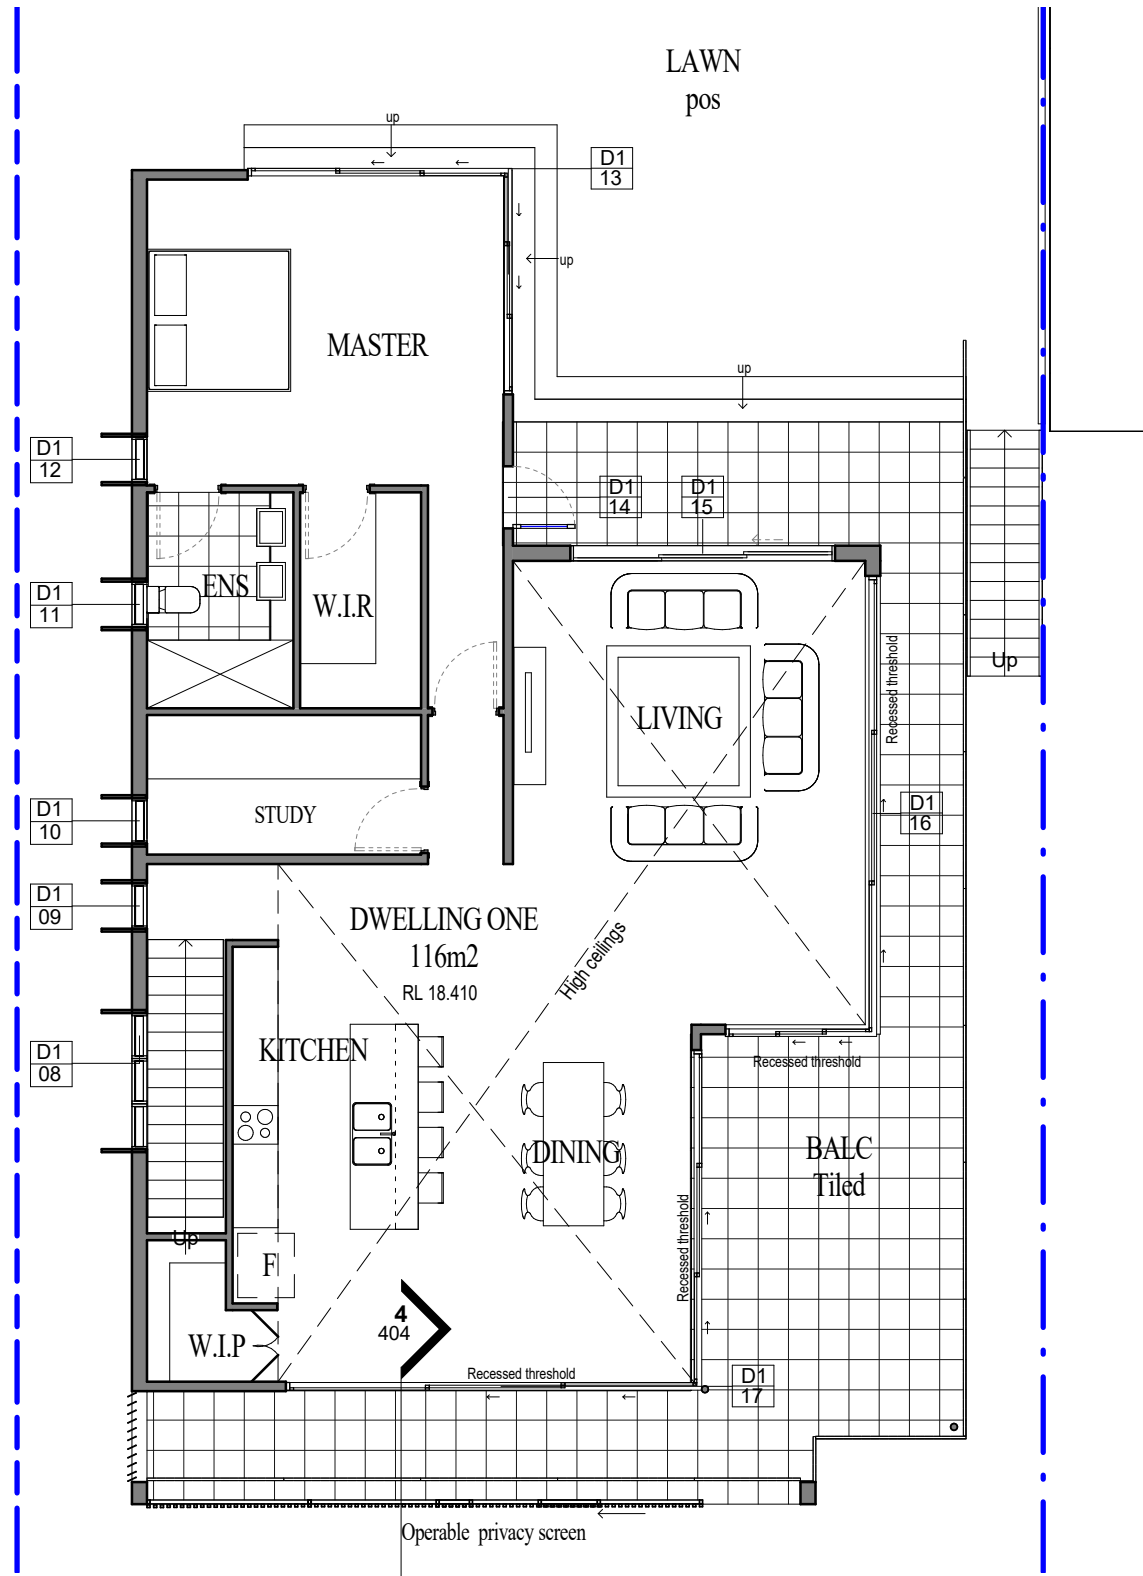 LAWN
pos
up
D1
13
up
MASTER
up
D1
12
D1
14
D1
15
ENS
W.I.R
D1
11
Recessed threshold
Up
LIVING
STUDY
D1
10
D1
16
D1
09
DWELLING ONE
116m2
RL 18.410
High ceilings
KITCHEN
D1
08
Recessed threshold
DINING
BALC
Tiled
Recessed threshold
Up
F
4
404
W.I.P
Recessed threshold
D1
17
Operable privacy screen